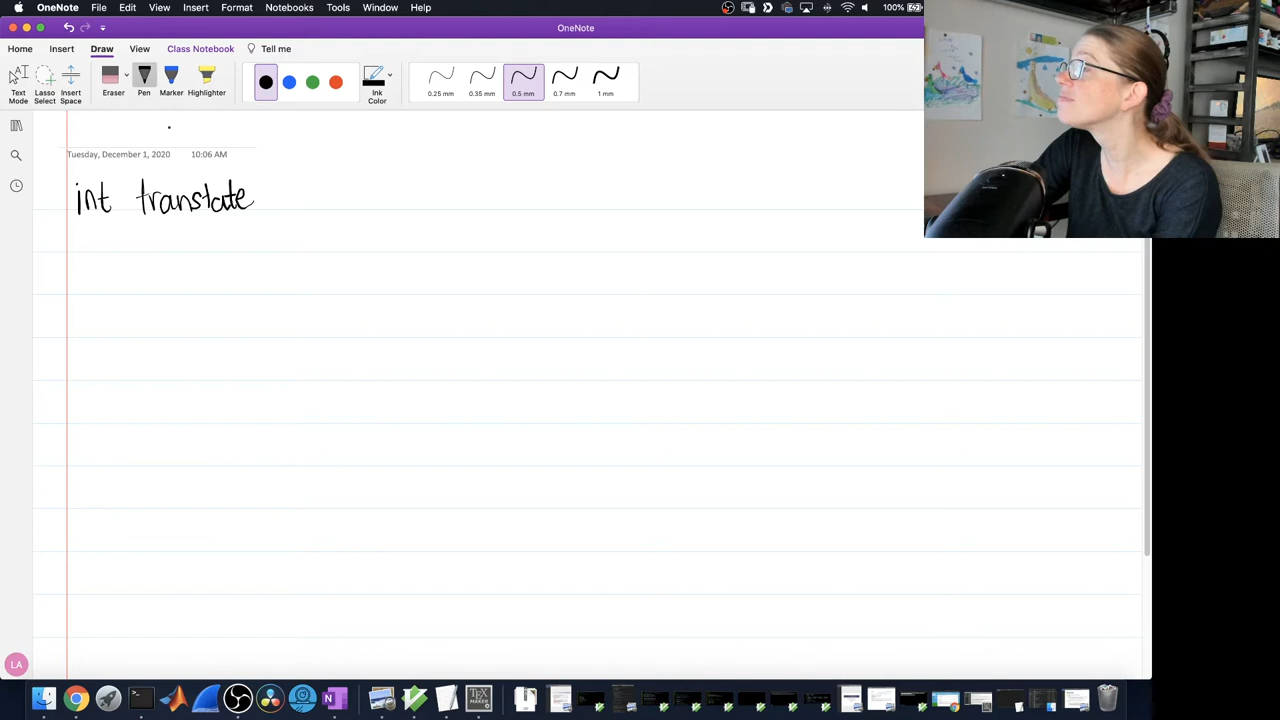 OneNote File Edit View Insert Format Notebooks Tools Window Help 100%
OneNote
Home Insert Draw View Class Notebook Tell me
Text Mode Lasso Select Insert Space Eraser Pen Marker Highlighter Ink Color 0.25 mm 0.35 mm 0.5 mm 0.7 mm 1 mm
Tuesday, December 1, 2020 10:06 AM
int translate
LA